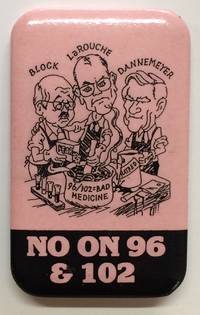 BLOCK
LaROUCHE
DANNEMEYER
96/102=BAD
MEDICINE
NO ON 96
& 102